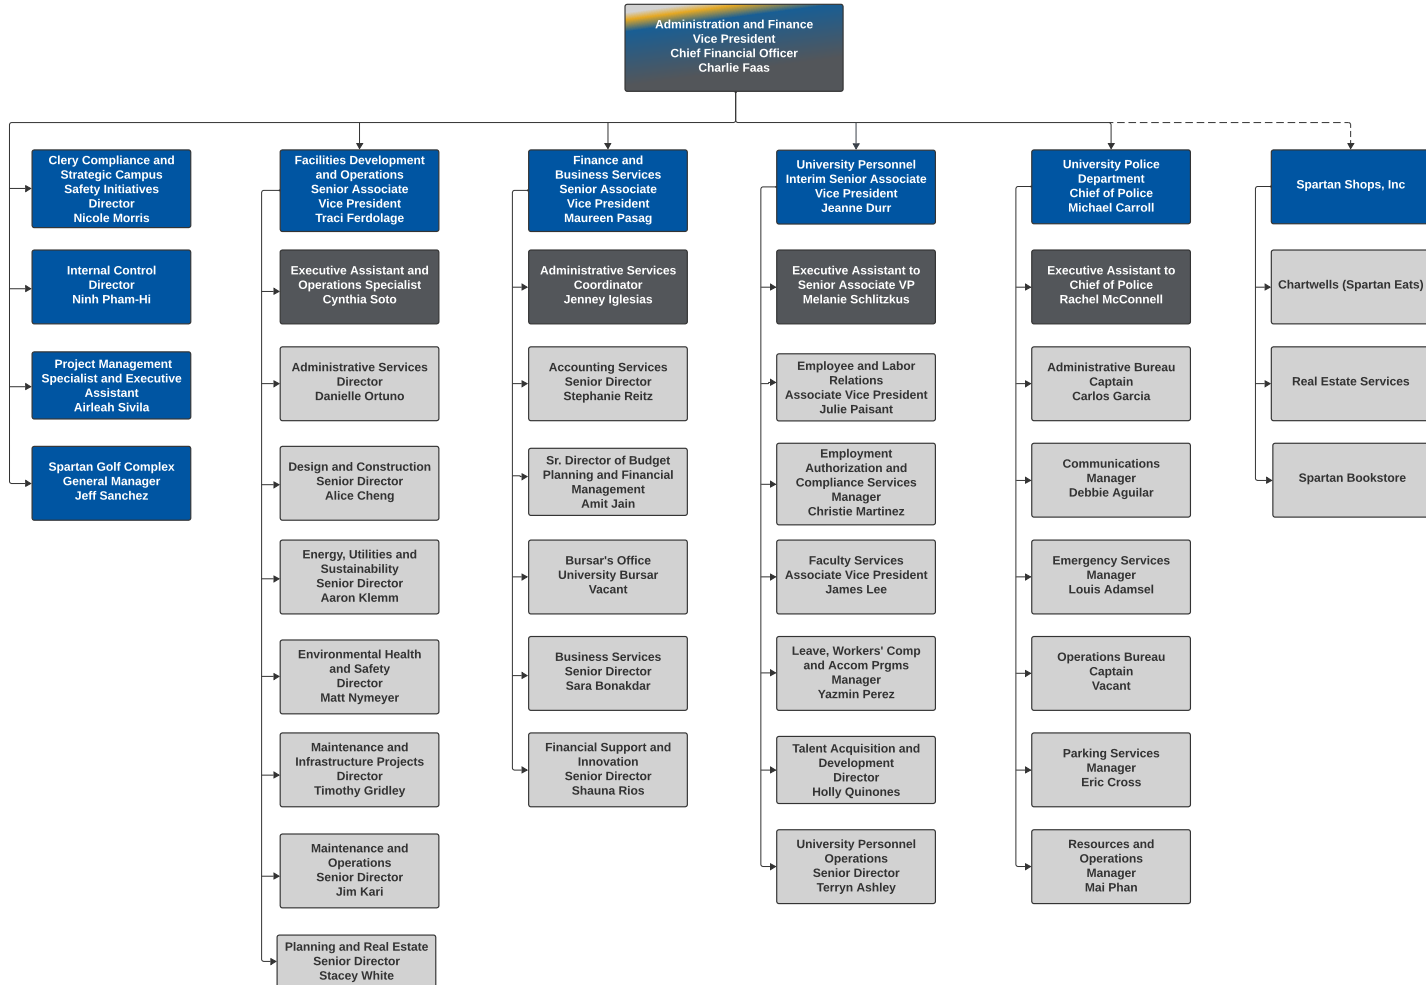 Administration and Finance
Vice President
Chief Financial Officer
Charlie Faas
Clery Compliance and
Strategic Campus
Safety Initiatives
Director
Nicole Morris
Internal Control
Director
Ninh Pham-Hi
Project Management
Specialist and Executive
Assistant
Airleah Sivila
Spartan Golf Complex
General Manager
Jeff Sanchez
Facilities Development
and Operations
Senior Associate
Vice President
Traci Ferdolage
Executive Assistant and
Operations Specialist
Cynthia Soto
Administrative Services
Director
Danielle Ortuno
Design and Construction
Senior Director
Alice Cheng
Energy, Utilities and
Sustainability
Senior Director
Aaron Klemm
Environmental Health
and Safety
Director
Matt Nymeyer
Maintenance and
Infrastructure Projects
Director
Timothy Gridley
Maintenance and
Operations
Senior Director
Jim Kari
Planning and Real Estate
Senior Director
Stacey White
Finance and
Business Services
Senior Associate
Vice President
Maureen Pasag
Administrative Services
Coordinator
Jenney Iglesias
Accounting Services
Senior Director
Stephanie Reitz
Sr. Director of Budget
Planning and Financial
Management
Amit Jain
Bursar's Office
University Bursar
Vacant
Business Services
Senior Director
Sara Bonakdar
Financial Support and
Innovation
Senior Director
Shauna Rios
University Personnel
Interim Senior Associate
Vice President
Jeanne Durr
Executive Assistant to
Senior Associate VP
Melanie Schlitzkus
Employee and Labor
Relations
Associate Vice President
Julie Paisant
Employment
Authorization and
Compliance Services
Manager
Christie Martinez
Faculty Services
Associate Vice President
James Lee
Leave, Workers' Comp
and Accom Prgms
Manager
Yazmin Perez
Talent Acquisition and
Development
Director
Holly Quinones
University Personnel
Operations
Senior Director
Terryn Ashley
University Police
Department
Chief of Police
Michael Carroll
Executive Assistant to
Chief of Police
Rachel McConnell
Administrative Bureau
Captain
Carlos Garcia
Communications
Manager
Debbie Aguilar
Emergency Services
Manager
Louis Adamsel
Operations Bureau
Captain
Vacant
Parking Services
Manager
Eric Cross
Resources and
Operations
Manager
Mai Phan
Spartan Shops, Inc
Chartwells (Spartan Eats)
Real Estate Services
Spartan Bookstore